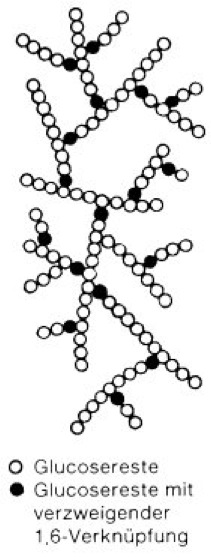 Glucosereste
Glucosereste mit
verzweigender
1,6-Verknüpfung